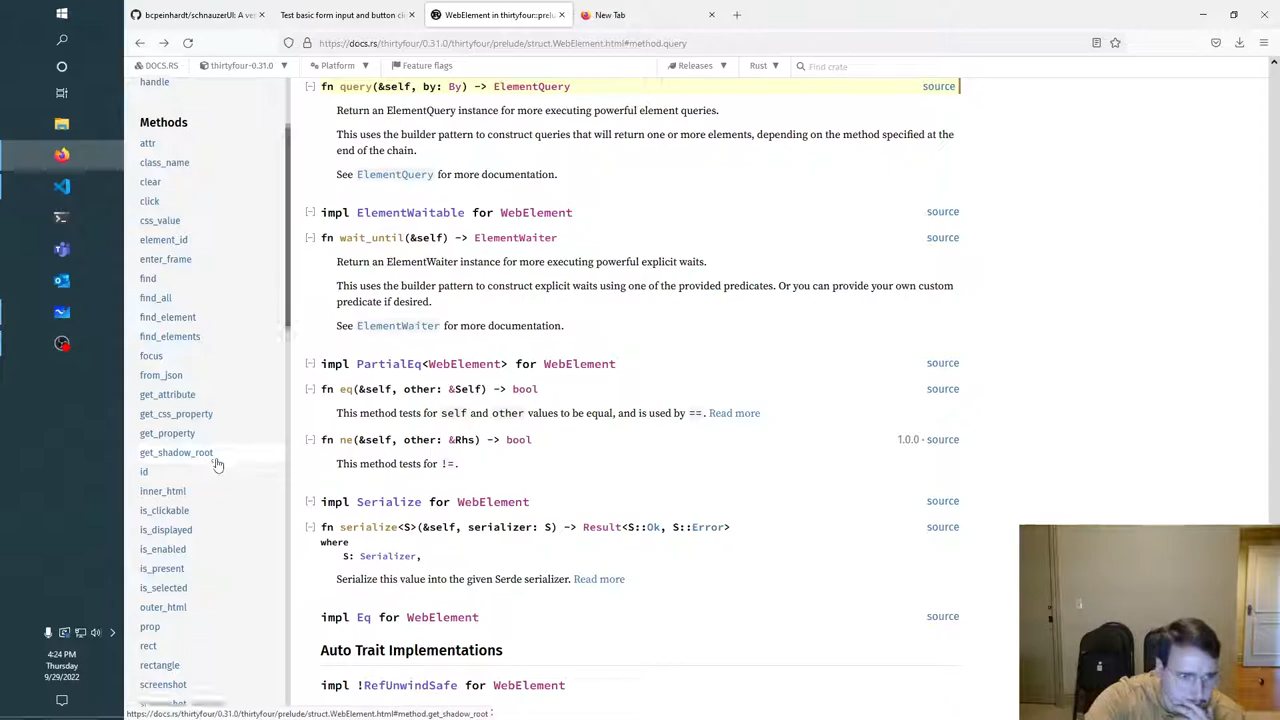 bcpeinhardt/schnauzerUI: A ve
Test basic form input and button cli
WebElement in thirtyfour::prelu
New Tab
https://docs.rs/thirtyfour/0.31.0/thirtyfour/prelude/struct.WebElement.html#method.query
DOCS.RS
thirtyfour-0.31.0
Platform
Feature flags
Releases
Rust
Find crate
handle
Methods
attr
class_name
clear
click
css_value
element_id
enter_frame
find
find_all
find_element
find_elements
focus
from_json
get_attribute
get_css_property
get_property
get_shadow_root
id
inner_html
is_clickable
is_displayed
is_enabled
is_present
is_selected
outer_html
prop
rect
rectangle
screenshot
[-] fn query(&self, by: By) -> ElementQuery source
Return an ElementQuery instance for more executing powerful element queries.
This uses the builder pattern to construct queries that will return one or more elements, depending on the method specified at the
end of the chain.
See ElementQuery for more documentation.
[-] impl ElementWaitable for WebElement source
[-] fn wait_until(&self) -> ElementWaiter source
Return an ElementWaiter instance for more executing powerful explicit waits.
This uses the builder pattern to construct explicit waits using one of the provided predicates. Or you can provide your own custom
predicate if desired.
See ElementWaiter for more documentation.
[-] impl PartialEq<WebElement> for WebElement source
[-] fn eq(&self, other: &Self) -> bool source
This method tests for self and other values to be equal, and is used by ==. Read more
[-] fn ne(&self, other: &Rhs) -> bool 1.0.0 · source
This method tests for !=.
[-] impl Serialize for WebElement source
[-] fn serialize<S>(&self, serializer: S) -> Result<S::Ok, S::Error> source
where
S: Serializer,
Serialize this value into the given Serde serializer. Read more
impl Eq for WebElement source
Auto Trait Implementations
impl !RefUnwindSafe for WebElement source
https://docs.rs/thirtyfour/0.31.0/thirtyfour/prelude/struct.WebElement.html#method.get_shadow_root
4:24 PM
Thursday
9/29/2022